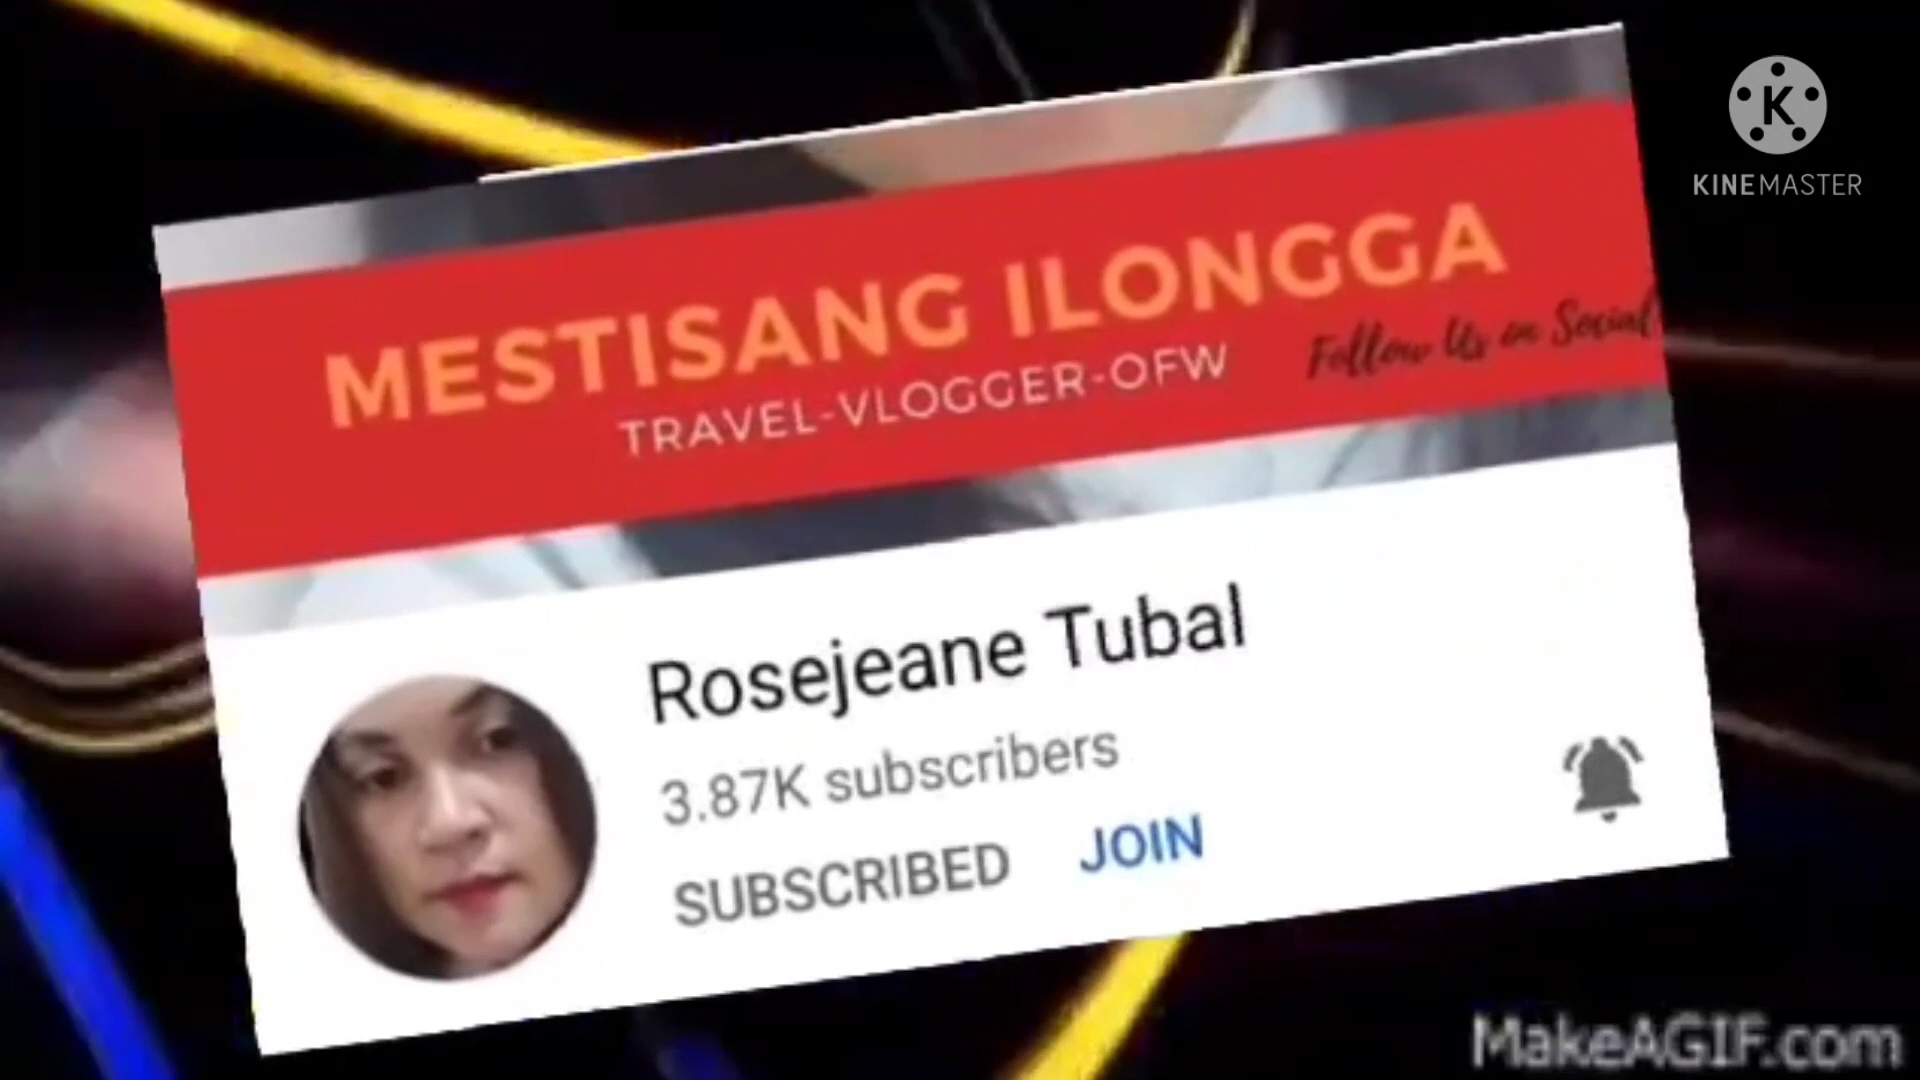 K
KINEMASTER
MESTISANG ILONGGA
TRAVEL-VLOGGER-OFW
Follow Us on Social
Rosejeane Tubal
3.87K subscribers
SUBSCRIBED JOIN
MakeAGIF.com